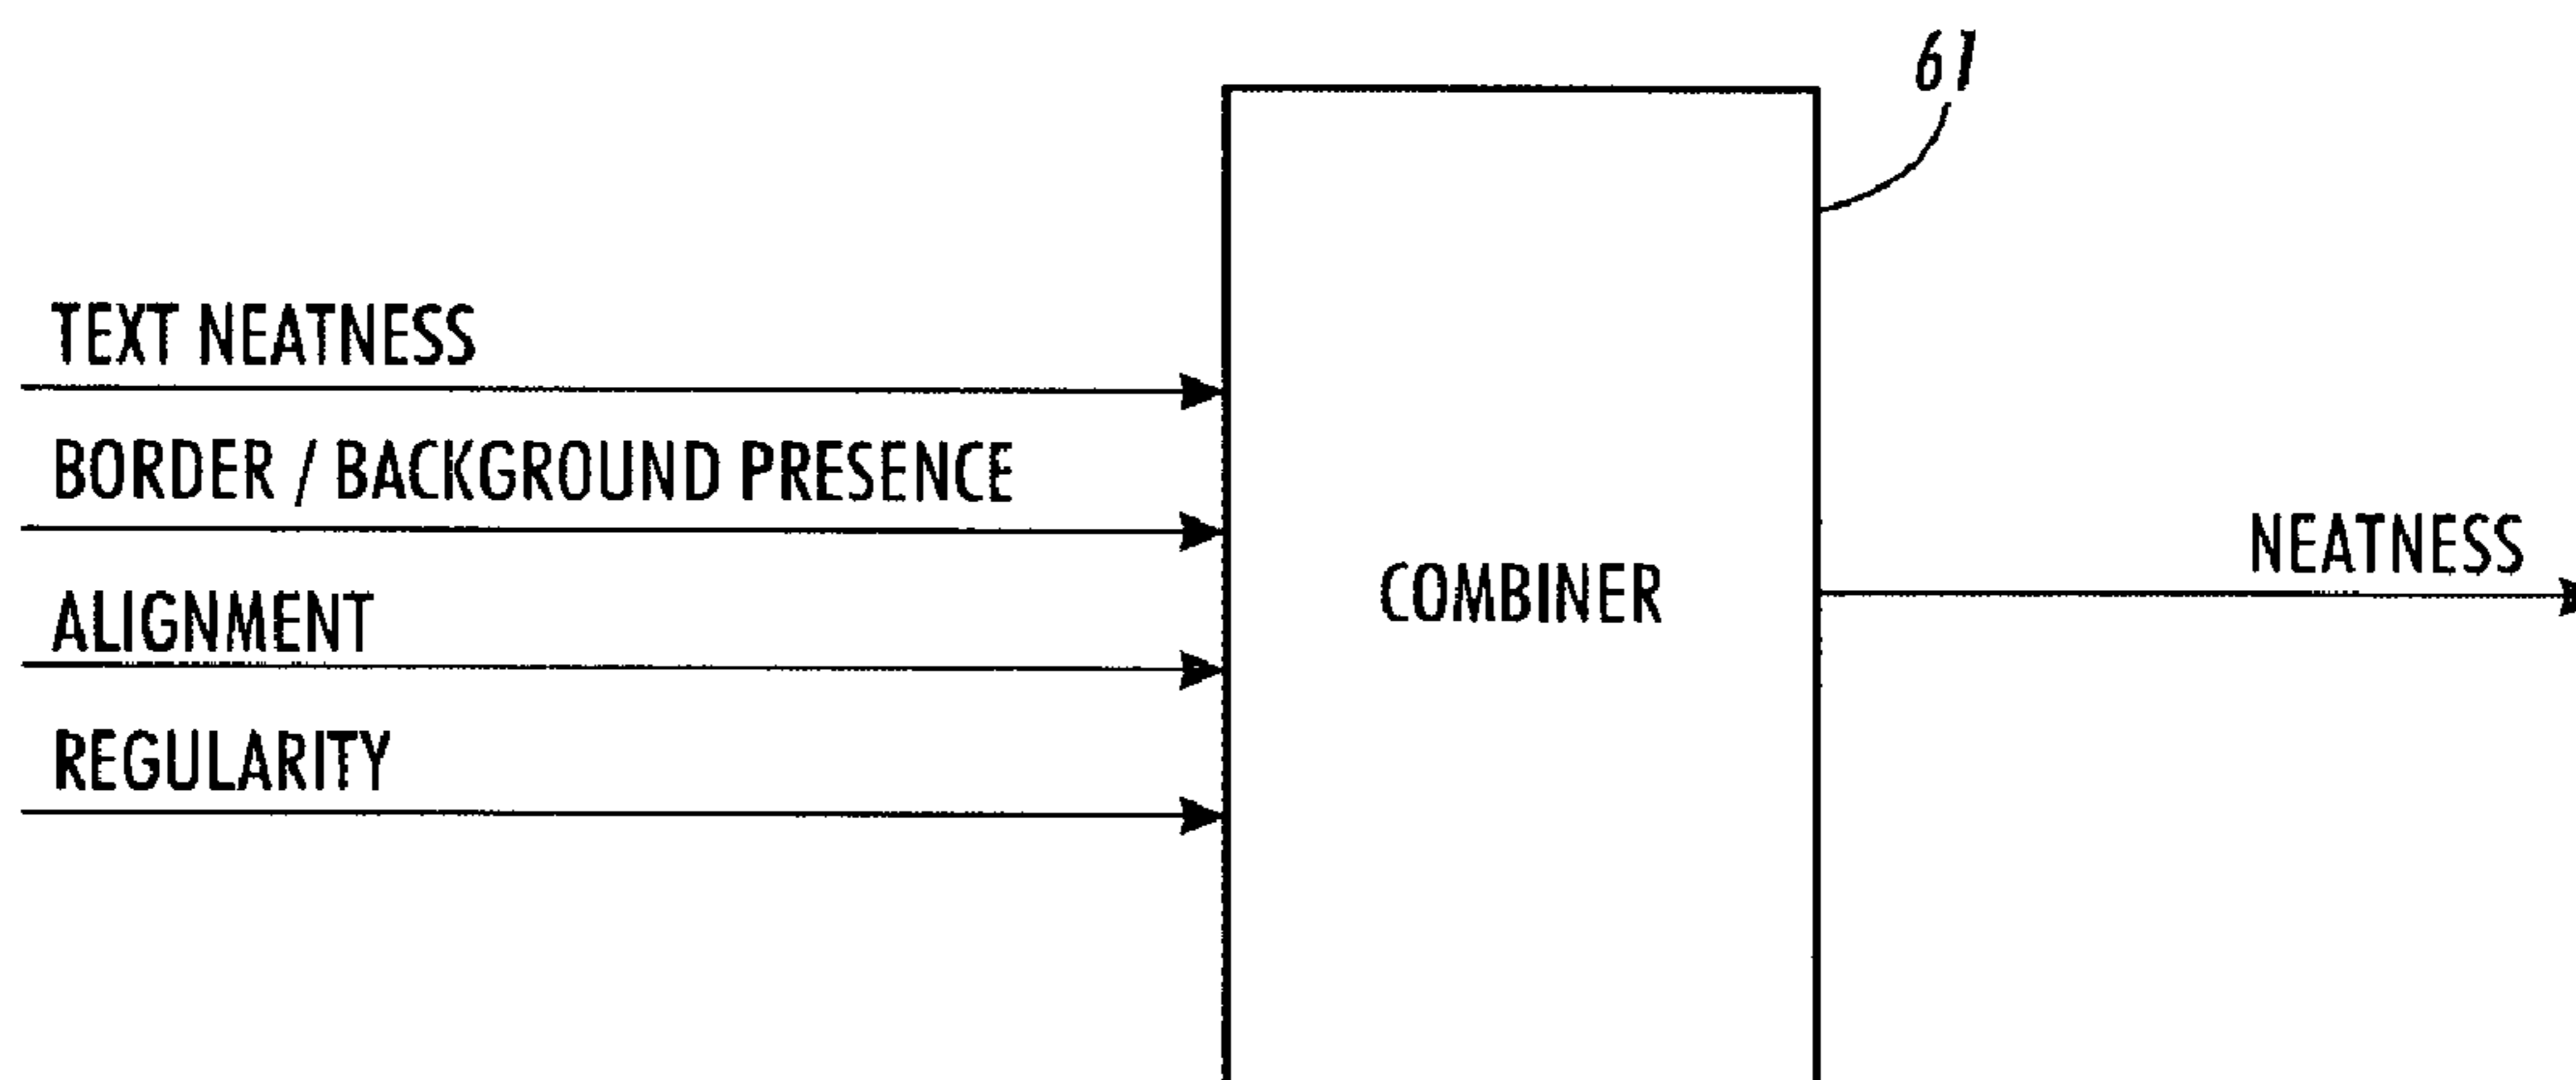 61
TEXT NEATNESS
BORDER / BACKGROUND PRESENCE
ALIGNMENT
REGULARITY
COMBINER
NEATNESS